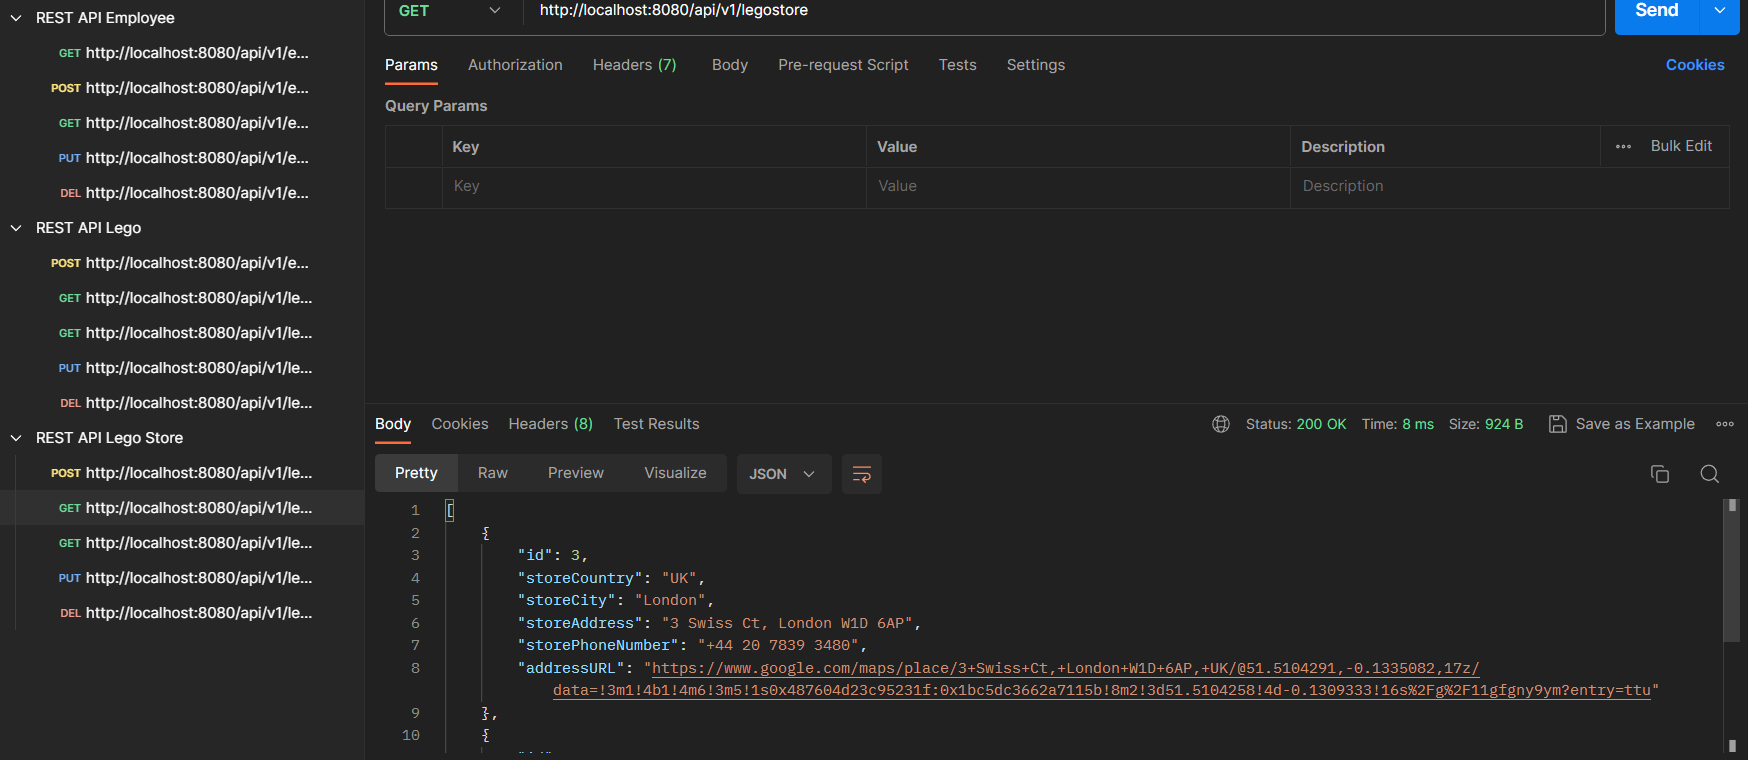 REST API Employee
GET http://localhost:8080/api/v1/e...
POST http://localhost:8080/api/v1/e...
GET http://localhost:8080/api/v1/e...
PUT http://localhost:8080/api/v1/e...
DEL http://localhost:8080/api/v1/e...
REST API Lego
POST http://localhost:8080/api/v1/e...
GET http://localhost:8080/api/v1/le...
GET http://localhost:8080/api/v1/le...
PUT http://localhost:8080/api/v1/le...
DEL http://localhost:8080/api/v1/le...
REST API Lego Store
POST http://localhost:8080/api/v1/le...
GET http://localhost:8080/api/v1/le...
GET http://localhost:8080/api/v1/le...
PUT http://localhost:8080/api/v1/le...
DEL http://localhost:8080/api/v1/le...
GET http://localhost:8080/api/v1/legostore Send
Params Authorization Headers (7) Body Pre-request Script Tests Settings Cookies
Query Params
Key Value Description ••• Bulk Edit
Key Value Description
Body Cookies Headers (8) Test Results Status: 200 OK Time: 8 ms Size: 924 B Save as Example •••
Pretty Raw Preview Visualize JSON
1 [
2 {
3 "id": 3,
4 "storeCountry": "UK",
5 "storeCity": "London",
6 "storeAddress": "3 Swiss Ct, London W1D 6AP",
7 "storePhoneNumber": "+44 20 7839 3480",
8 "addressURL": "https://www.google.com/maps/place/3+Swiss+Ct,+London+W1D+6AP,+UK/@51.5104291,-0.1335082,17z/
data=!3m1!4b1!4m6!3m5!1s0x487604d23c95231f:0x1bc5dc3662a7115b!8m2!3d51.5104258!4d-0.1309333!16s%2Fg%2F11gfgny9ym?entry=ttu"
9 },
10 {